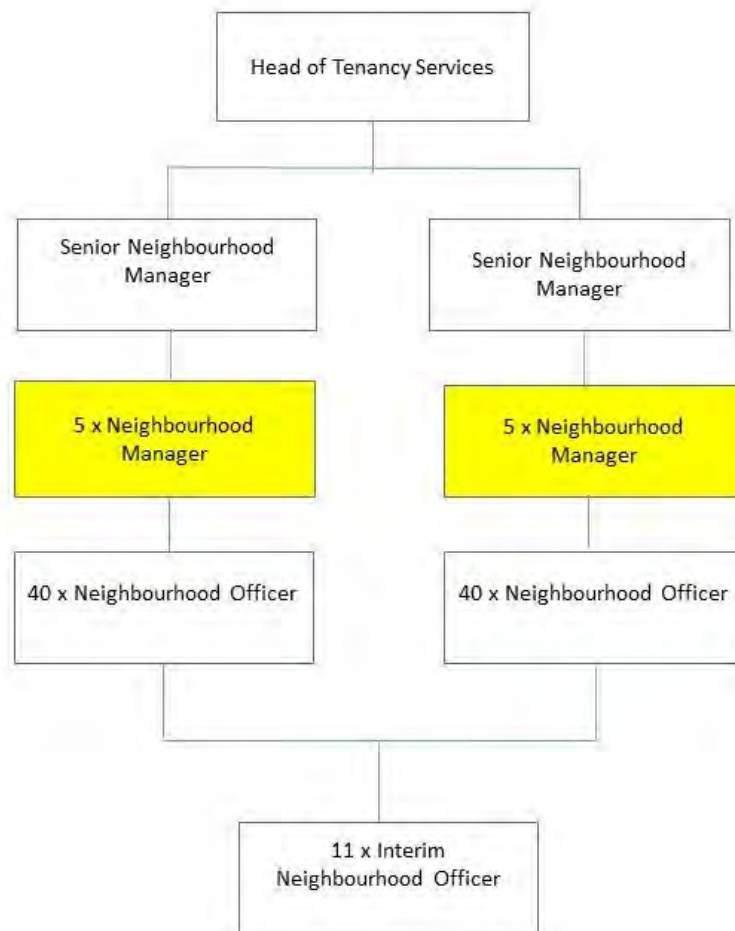 Head of Tenancy Services
Senior Neighbourhood
Manager
Senior Neighbourhood
Manager
5 x Neighbourhood
Manager
5 x Neighbourhood
Manager
40 x Neighbourhood Officer
40 x Neighbourhood Officer
11 x Interim
Neighbourhood Officer